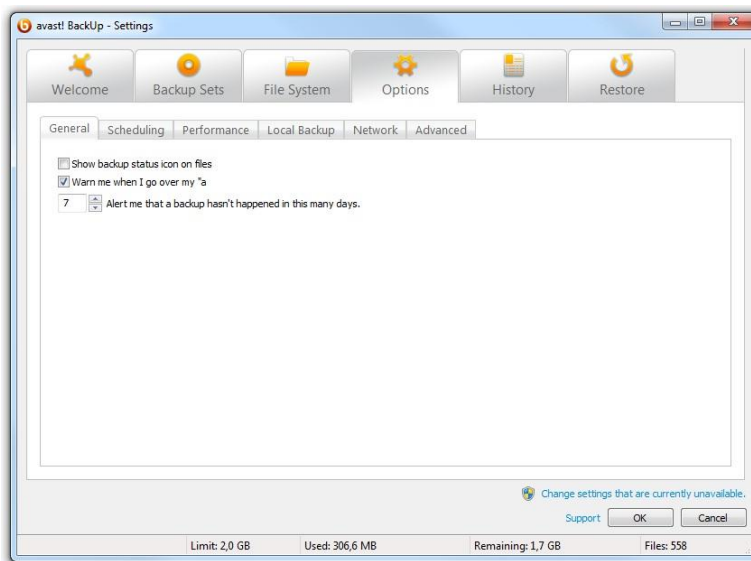 avast! BackUp - Settings
Welcome Backup Sets File System Options History Restore
General Scheduling Performance Local Backup Network Advanced
Show backup status icon on files
Warn me when I go over my "a
7 Alert me that a backup hasn't happened in this many days.
Change settings that are currently unavailable.
Support OK Cancel
Limit: 2,0 GB Used: 306,6 MB Remaining: 1,7 GB Files: 558